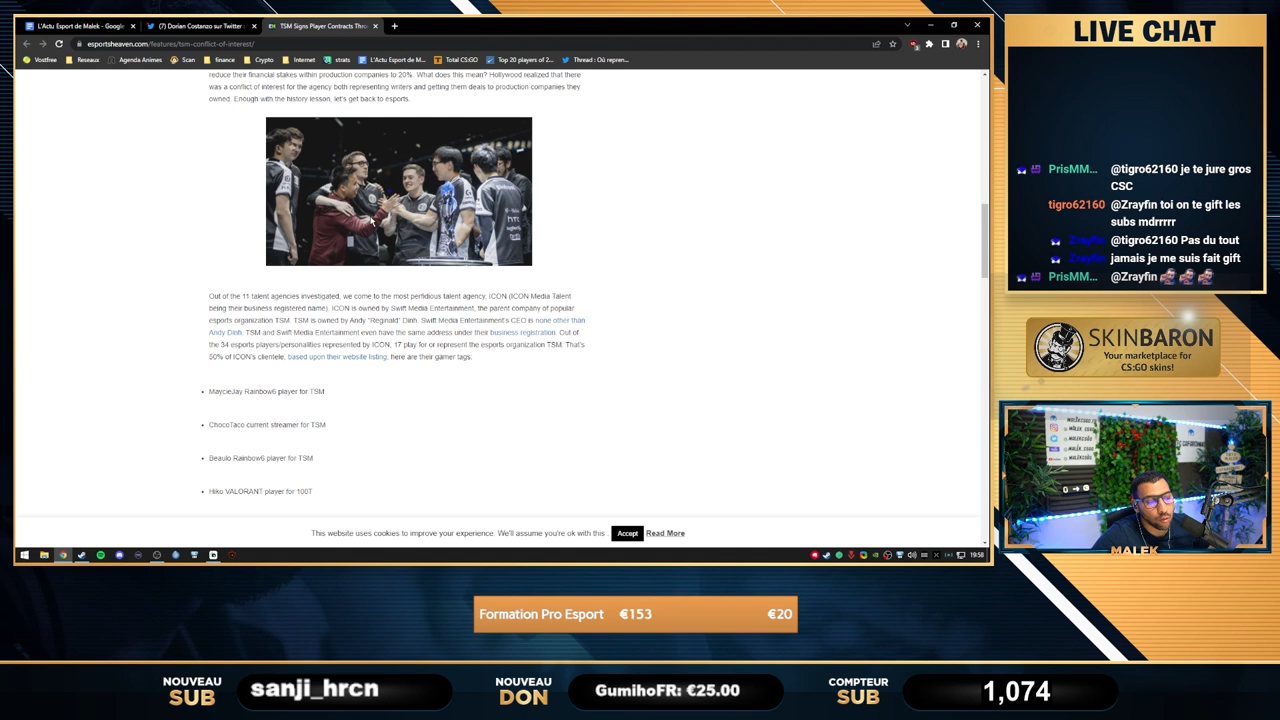 L'Actu Esport de Malek - Google
(7) Dorian Costanzo sur Twitter
TSM Signs Player Contracts Thro
esportsheaven.com/features/tsm-conflict-of-interest/
Vostfree
Reseaux
Agenda Animes
Scan
finance
Crypto
Internet
strats
L'Actu Esport de M...
Total CS:GO
Top 20 players of 2...
Thread : Où repren...
reduce their financial stakes within production companies to 20%. What does this mean? Hollywood realized that there
was a conflict of interest for the agency both representing writers and getting them deals to production companies they
owned. Enough with the history lesson, let's get back to esports.
Out of the 11 talent agencies investigated, we come to the most perfidious talent agency, ICON (ICON Media Talent
being their business registered name). ICON is owned by Swift Media Entertainment, the parent company of popular
esports organization TSM. TSM is owned by Andy "Reginald" Dinh. Swift Media Entertainment's CEO is none other than
Andy Dinh. TSM and Swift Media Entertainment even have the same address under their business registration. Out of
the 34 esports players/personalities represented by ICON, 17 play for or represent the esports organization TSM. That's
50% of ICON's clientele, based upon their website listing, here are their gamer tags:
• MaycieJay Rainbow6 player for TSM
• ChocoTaco current streamer for TSM
• Beaulo Rainbow6 player for TSM
• Hiko VALORANT player for 100T
This website uses cookies to improve your experience. We'll assume you're ok with this
Accept
Read More
19:58
LIVE CHAT
PrisMM... @tigro62160 je te jure gros
CSC
tigro62160 @Zrayfin toi on te gift les
subs mdrrrrr
Zrayfin @tigro62160 Pas du tout
Zrayfin jamais je me suis fait gift
PrisMM... @Zrayfin
SKINBARON
Your marketplace for
CS:GO skins!
MALEK
Formation Pro Esport €153 €20
NOUVEAU
SUB
sanji_hrcn
NOUVEAU
DON
GumihoFR: €25.00
COMPTEUR
SUB
1,074